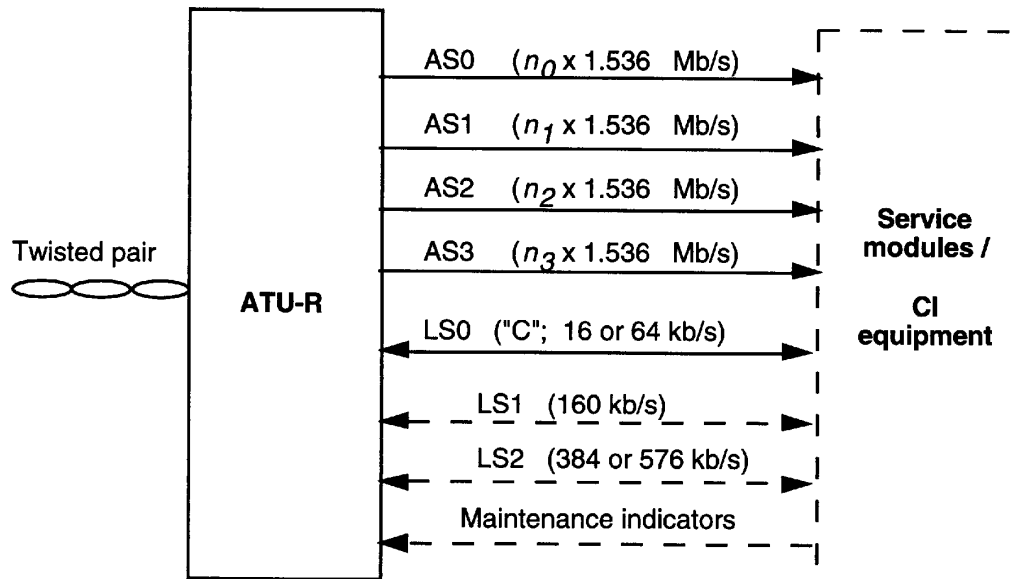 AS0 (n0 x 1.536 Mb/s)
AS1 (n1 x 1.536 Mb/s)
AS2 (n2 x 1.536 Mb/s)
AS3 (n3 x 1.536 Mb/s)
Twisted pair
ATU-R
LS0 ("C"; 16 or 64 kb/s)
LS1 (160 kb/s)
LS2 (384 or 576 kb/s)
Maintenance indicators
Service
modules /
CI
equipment